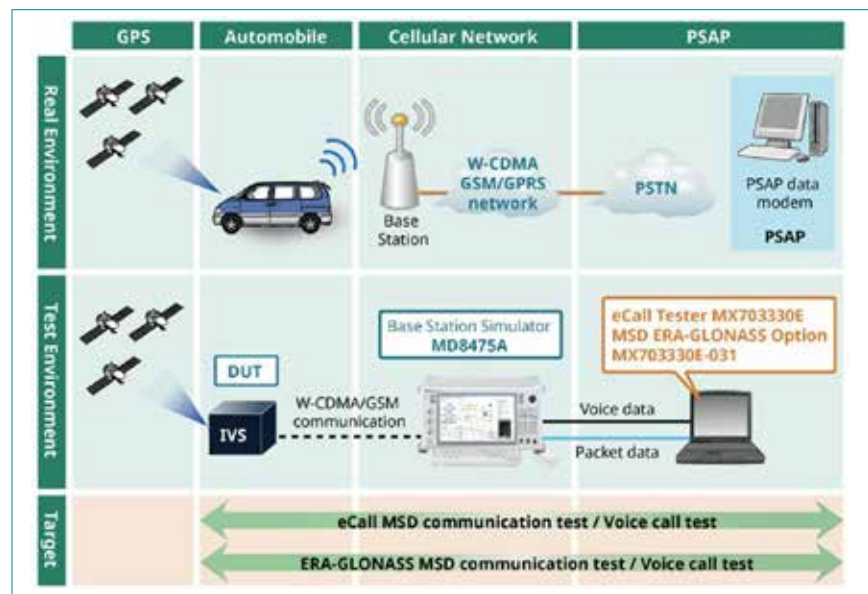 GPS
Automobile
Cellular Network
PSAP
Real Environment
W-CDMA
GSM/GPRS
network
PSTN
Base
Station
PSAP data
modem
PSAP
Test Environment
DUT
IVS
W-CDMA/GSM
communication
Base Station Simulator
MD8475A
eCall Tester MX703330E
MSD ERA-GLONASS Option
MX703330E-031
Voice data
Packet data
Target
eCall MSD communication test / Voice call test
ERA-GLONASS MSD communication test / Voice call test